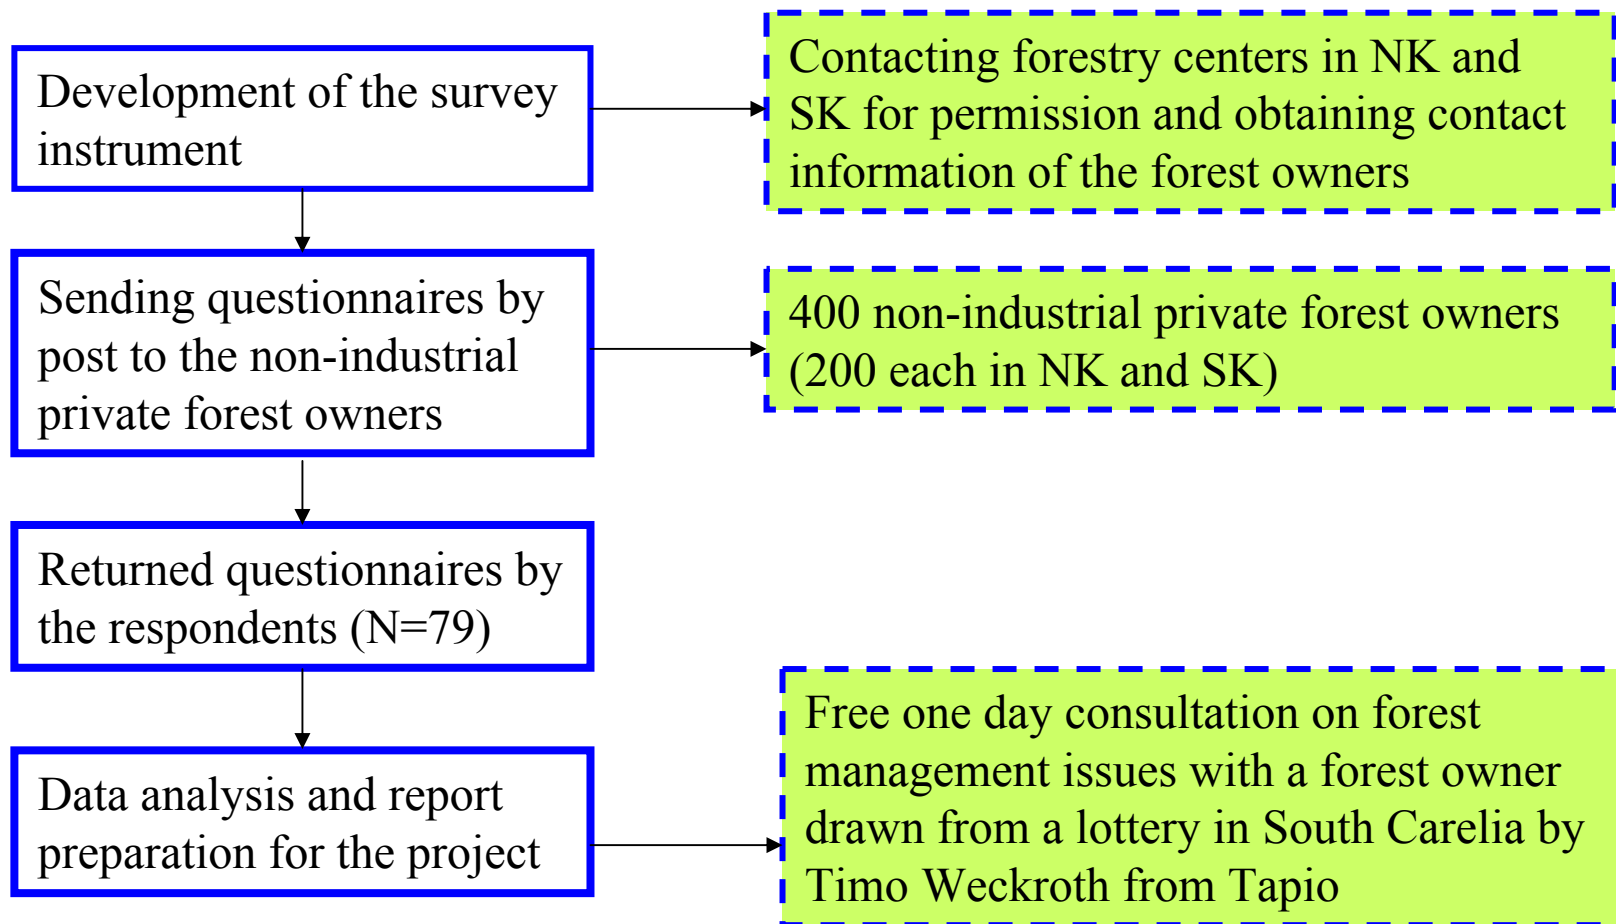 Development of the survey
instrument
Contacting forestry centers in NK and
SK for permission and obtaining contact
information of the forest owners
Sending questionnaires by
post to the non-industrial
private forest owners
400 non-industrial private forest owners
(200 each in NK and SK)
Returned questionnaires by
the respondents (N=79)
Data analysis and report
preparation for the project
Free one day consultation on forest
management issues with a forest owner
drawn from a lottery in South Carelia by
Timo Weckroth from Tapio